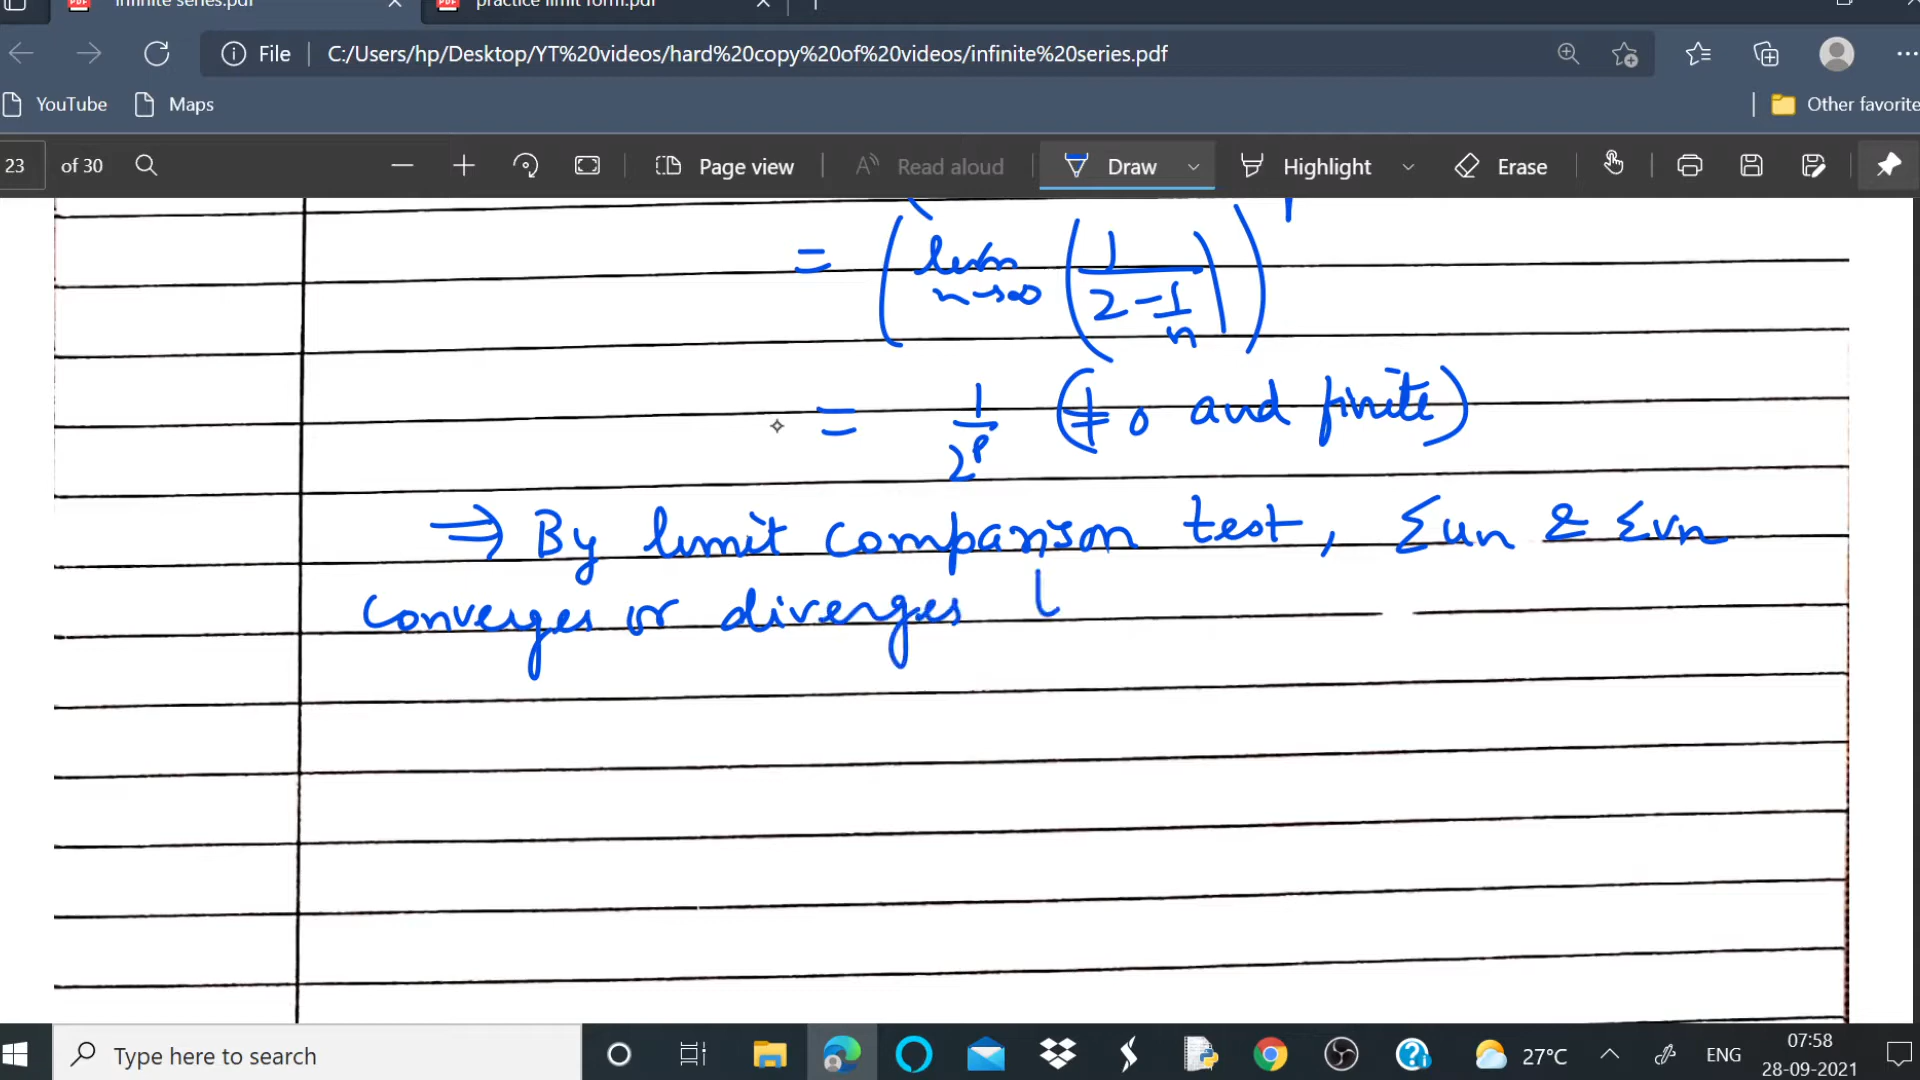 infinite series.pdf
practice limit form.pdf
File C:/Users/hp/Desktop/YT%20videos/hard%20copy%20of%20videos/infinite%20series.pdf
YouTube Maps Other favorite
23 of 30 Page view Read aloud Draw Highlight Erase
= ( lim n→∞ ( 1 / 2 - 1/n ) )
= 1/2^p (≠ 0 and finite)
⇒ By limit comparison test, Σun & Σvn
converges or diverges
Type here to search
27°C ENG
07:58
28-09-2021